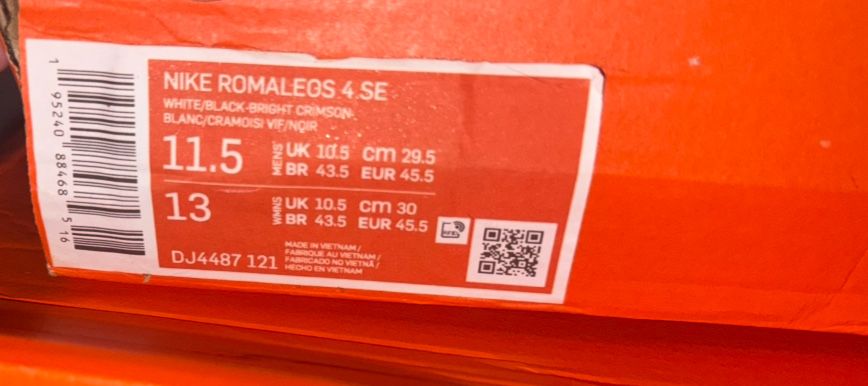 NIKE ROMALEOS 4 SE
WHITE/BLACK-BRIGHT CRIMSON-
BLANC/CRAMOISI VIF/NOIR
11.5 MENS' UK 10.5 cm 29.5
BR 43.5 EUR 45.5
13 WMNS UK 10.5 cm 30
BR 43.5 EUR 45.5
DJ4487 121
MADE IN VIETNAM /
FABRIQUE AU VIETNAM /
FABRICADO NO VIETNÃ /
HECHO EN VIETNAM
1 95240 88468 5 16